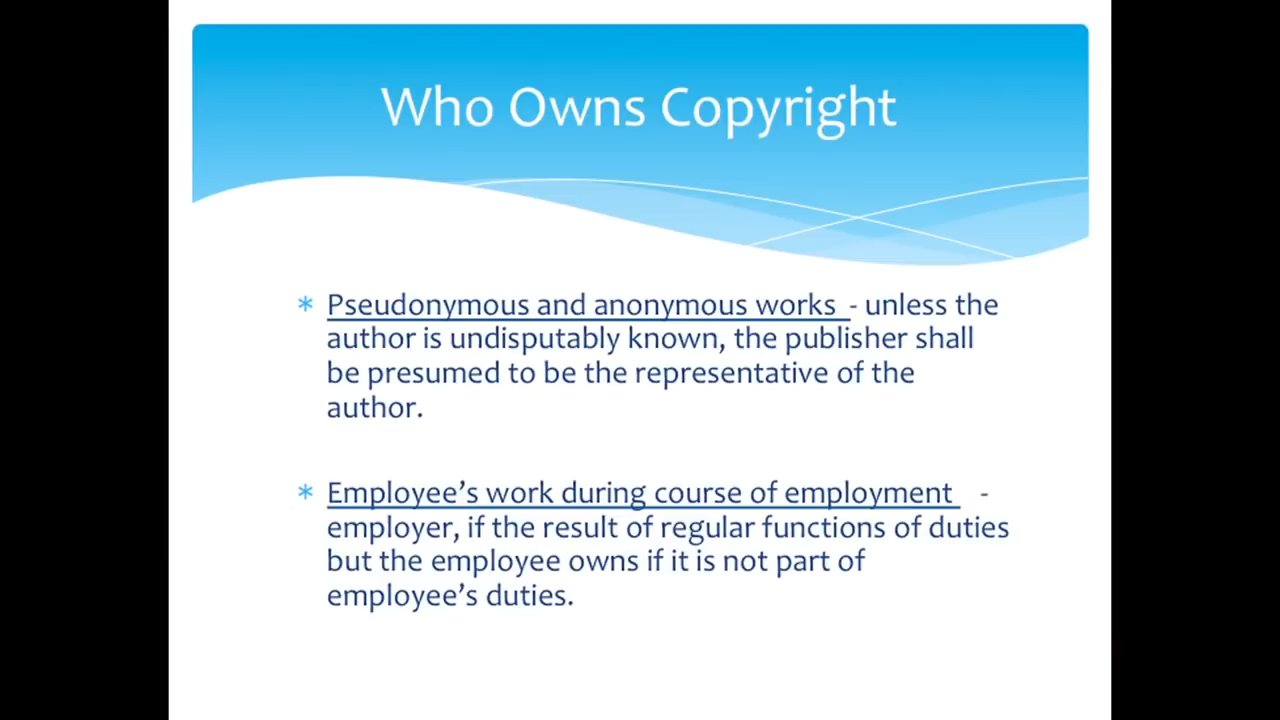 Who Owns Copyright
* Pseudonymous and anonymous works - unless the
author is undisputably known, the publisher shall
be presumed to be the representative of the
author.
* Employee's work during course of employment -
employer, if the result of regular functions of duties
but the employee owns if it is not part of
employee's duties.